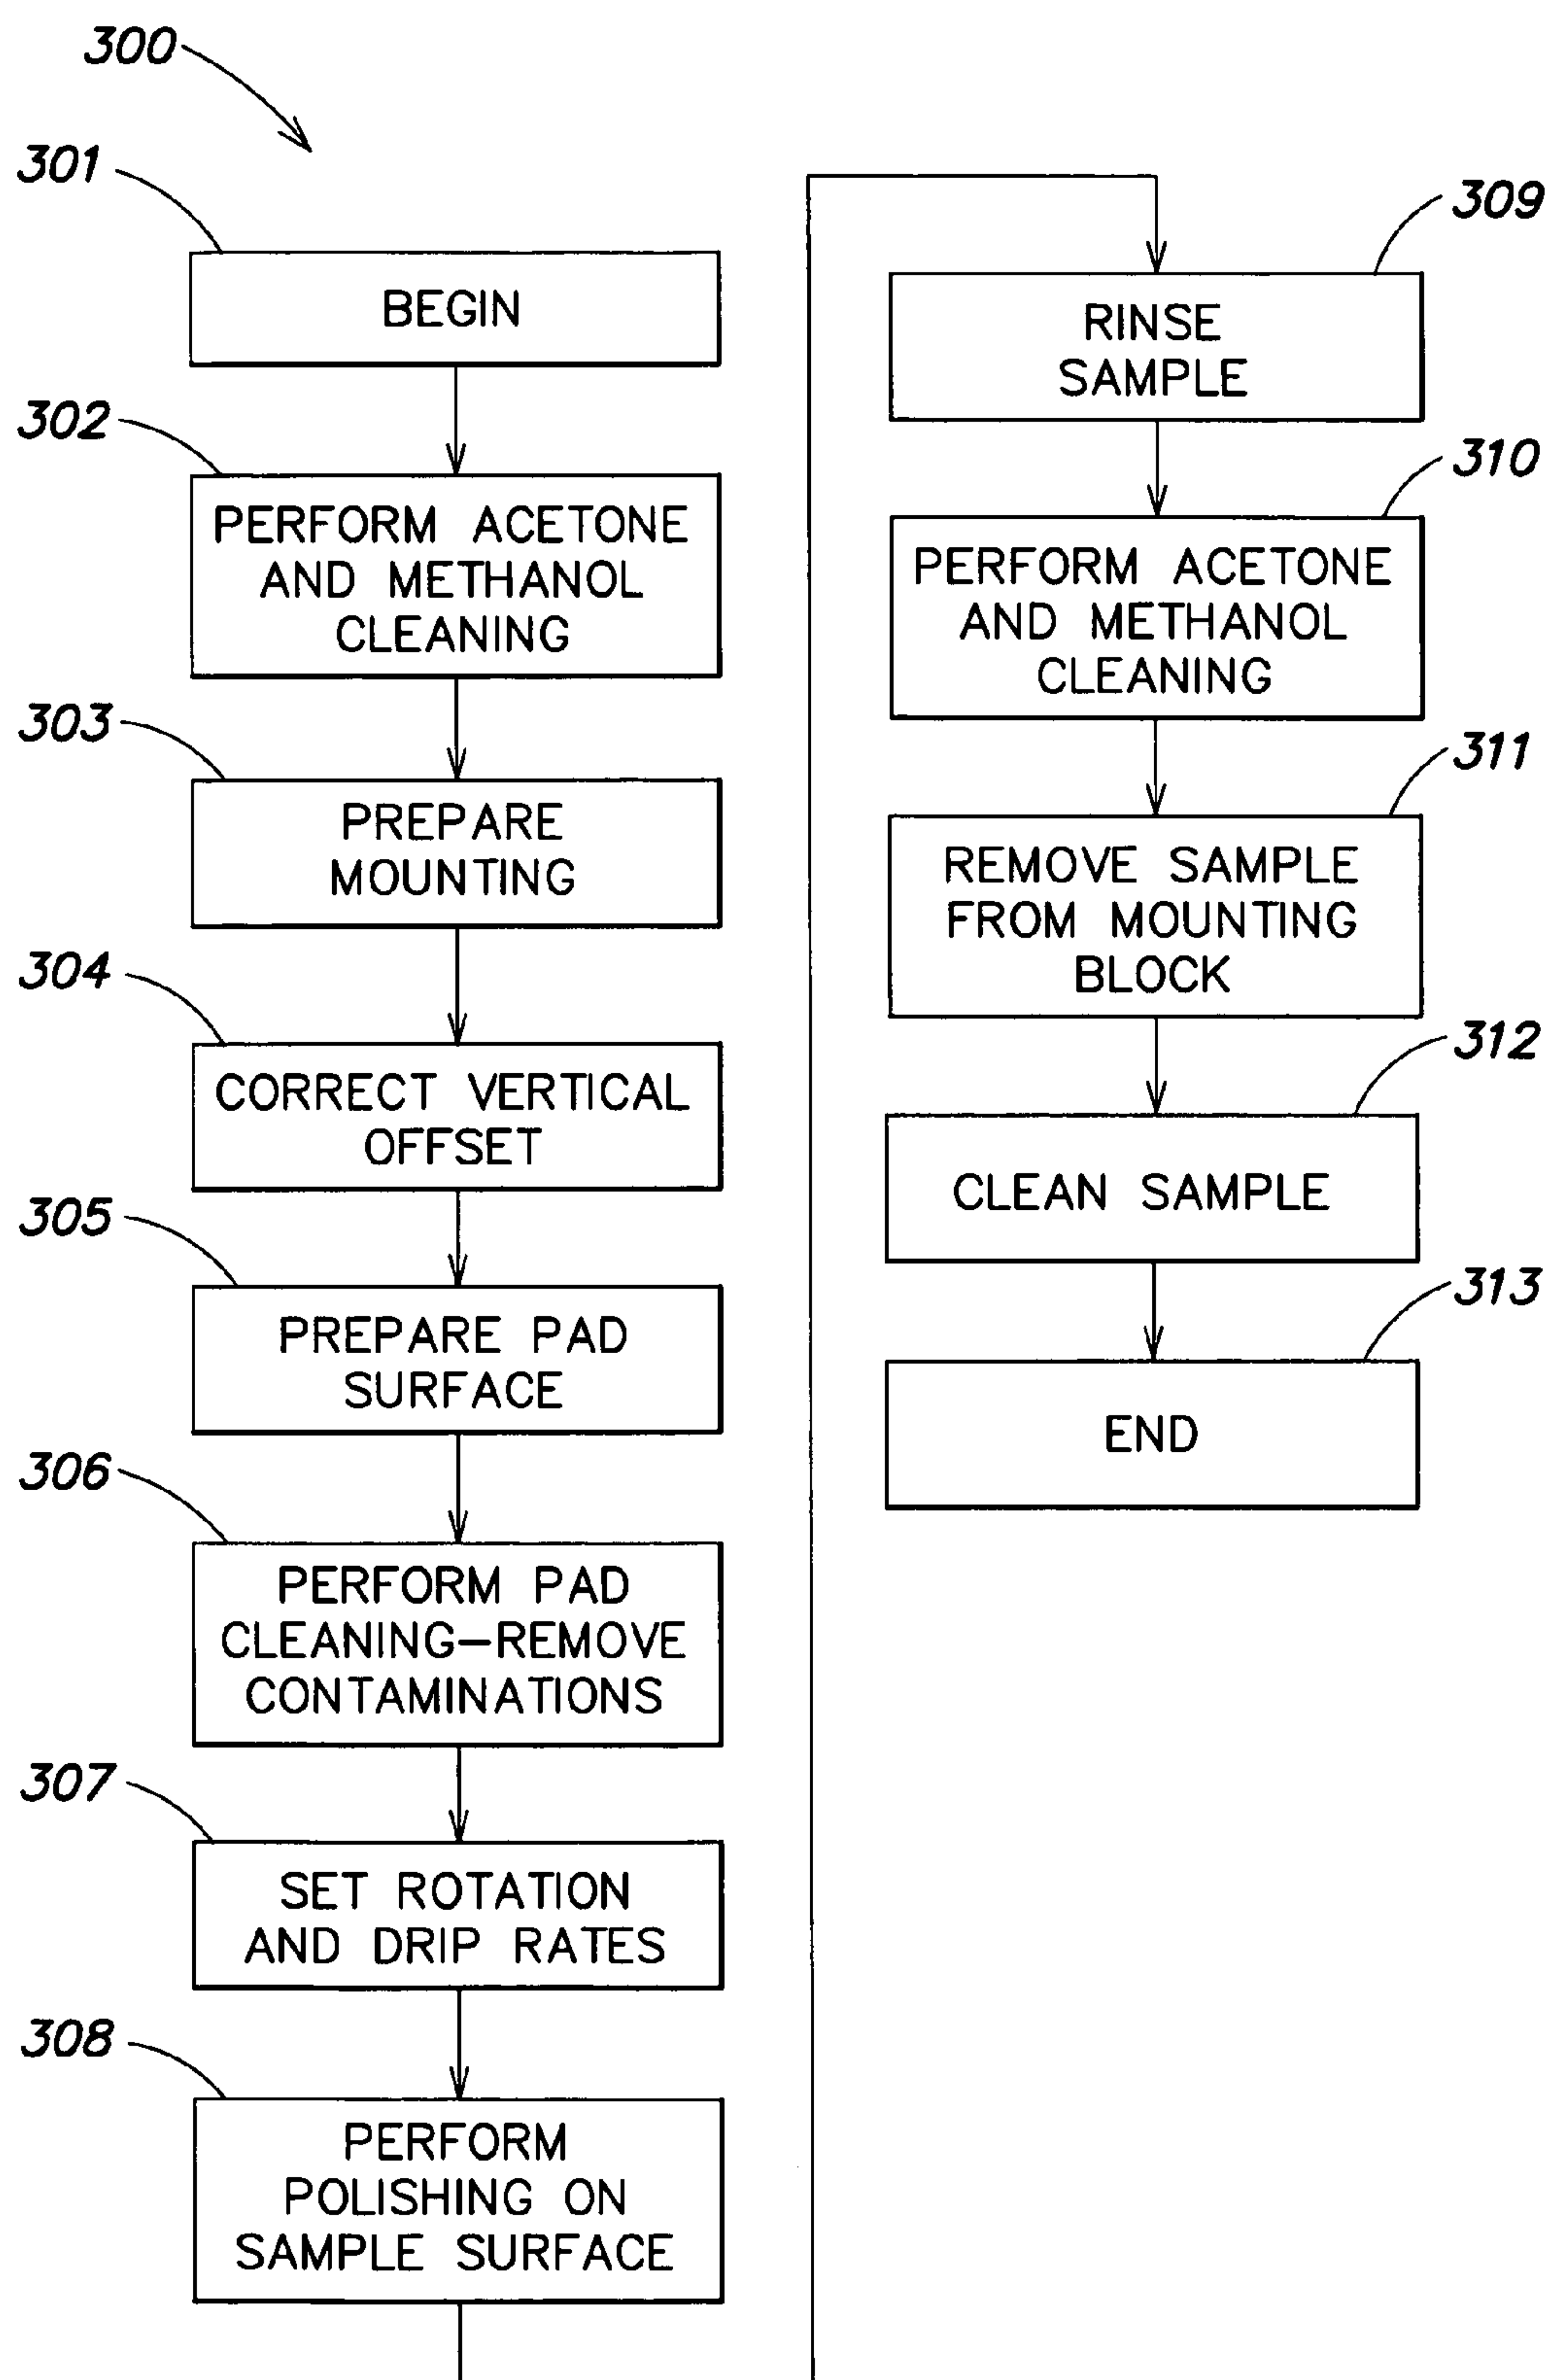 300
301
BEGIN
302
PERFORM ACETONE
AND METHANOL
CLEANING
303
PREPARE
MOUNTING
304
CORRECT VERTICAL
OFFSET
305
PREPARE PAD
SURFACE
306
PERFORM PAD
CLEANING—REMOVE
CONTAMINATIONS
307
SET ROTATION
AND DRIP RATES
308
PERFORM
POLISHING ON
SAMPLE SURFACE
309
RINSE
SAMPLE
310
PERFORM ACETONE
AND METHANOL
CLEANING
311
REMOVE SAMPLE
FROM MOUNTING
BLOCK
312
CLEAN SAMPLE
313
END